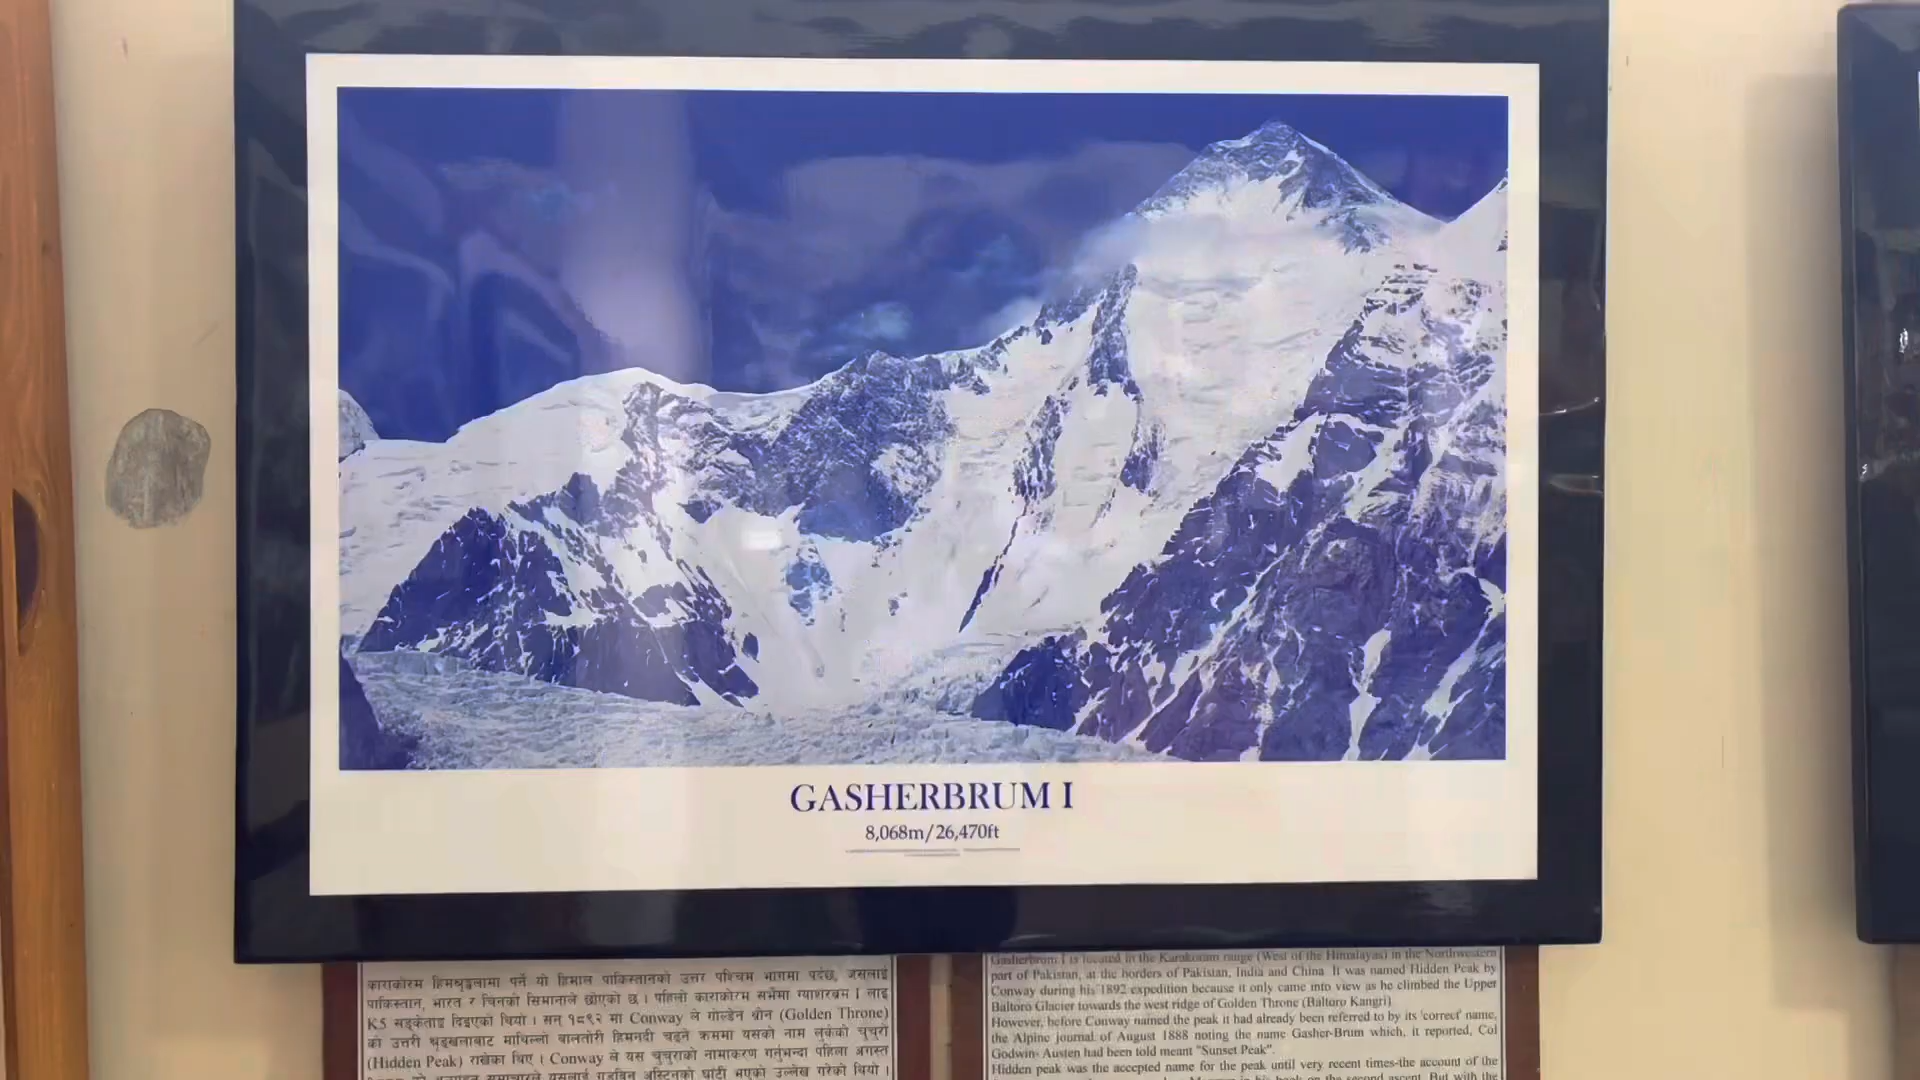 GASHERBRUM I
8,068m/26,470ft
काराकोरम हिमश्रृङ्खलामा पर्ने यो हिमाल पाकिस्तानको उत्तर पश्चिम भागमा पर्दछ, जसलाई
पाकिस्तान, भारत र चिनको सिमानाले छोएको छ । पहिलो काराकोरम सर्भेमा ग्याशरब्रम I लाइ
K5 सङ्केताङ्क दिइएको थियो । सन् १८९२ मा Conway ले गोल्डेन थ्रोन (Golden Throne)
को उत्तरी श्रृङ्खलाबाट माथिल्लो बालतोरी हिमनदी चढ्ने क्रममा यसको नाम लुकेको चुचुरो
(Hidden Peak) राखेका थिए । Conway ले यस चुचुराको नामाकरण गर्नुभन्दा पहिला अगस्त
Gasherbrum I is located in the Karakoram range (West of the Himalayas) in the Northwestern
part of Pakistan, at the borders of Pakistan, India and China. It was named Hidden Peak by
Conway during his 1892 expedition because it only came into view as he climbed the Upper
Baltoro Glacier towards the west ridge of Golden Throne (Baltoro Kangri)
However, before Conway named the peak it had already been referred to by its 'correct' name,
the Alpine journal of August 1888 noting the name Gasher-Brum which, it reported, Col
Godwin- Austen had been told meant "Sunset Peak".
Hidden peak was the accepted name for the peak until very recent times-the account of the